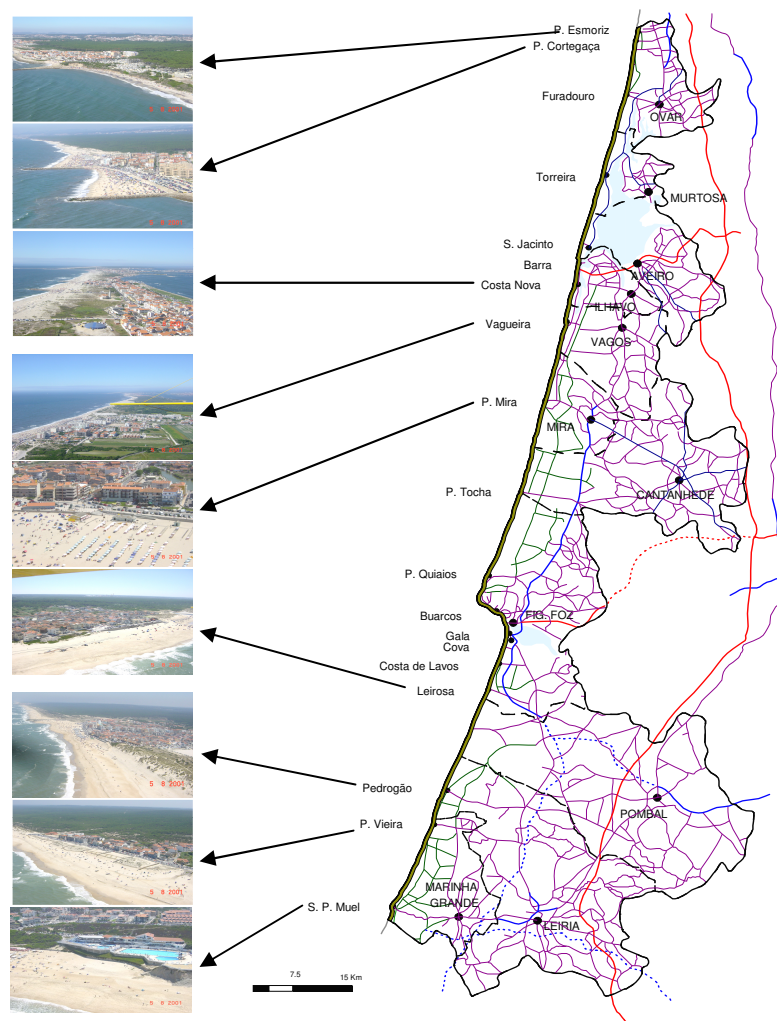 P. Esmoriz
P. Cortegaça
Furadouro
OVAR
Torreira
MURTOSA
S. Jacinto
Barra
AVEIRO
Costa Nova
ILHAVO
Vagueira
VAGOS
P. Mira
MIRA
P. Tocha
CANTANHEDE
5 8 2001
P. Quiaios
Buarcos
FIG. FOZ
Gala
Cova
Costa de Lavos
Leirosa
5 8 2001
Pedrogão
POMBAL
P. Vieira
5 8 2001
MARINHA
GRANDE
S. P. Muel
LEIRIA
7.5
15 Km
5 8 2001